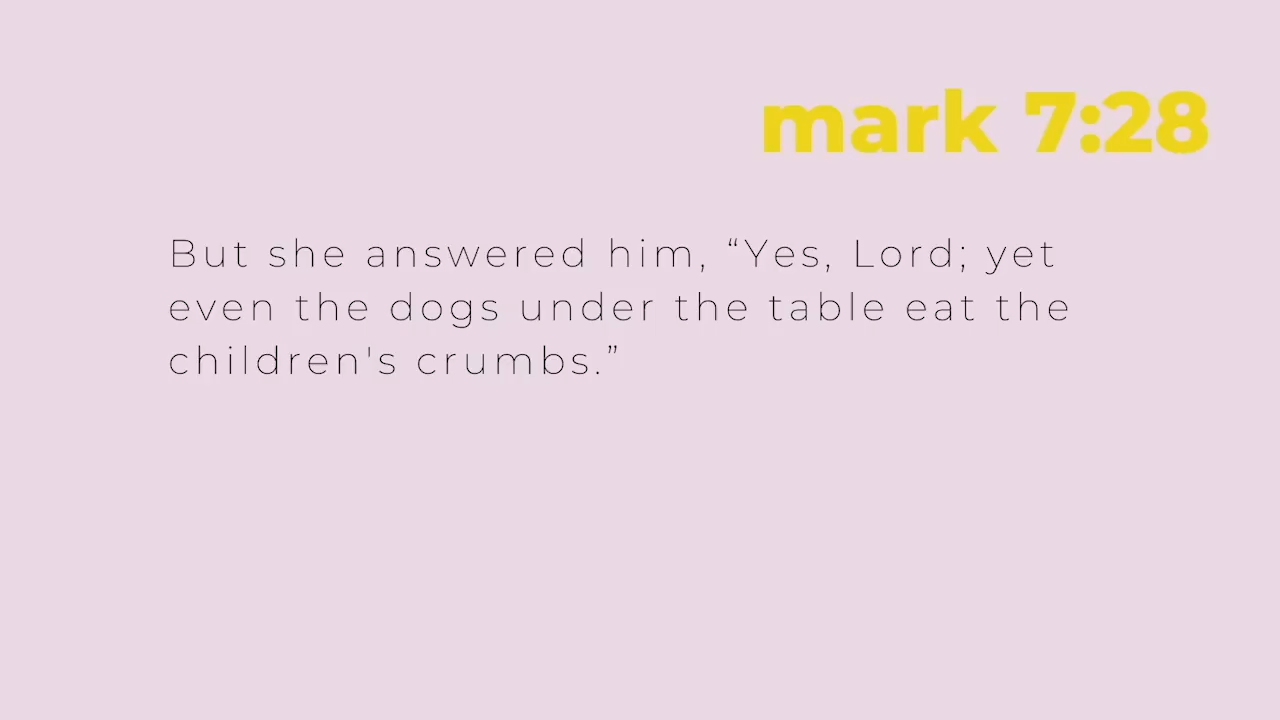 mark 7:28
But she answered him, “Yes, Lord; yet
even the dogs under the table eat the
children's crumbs.”